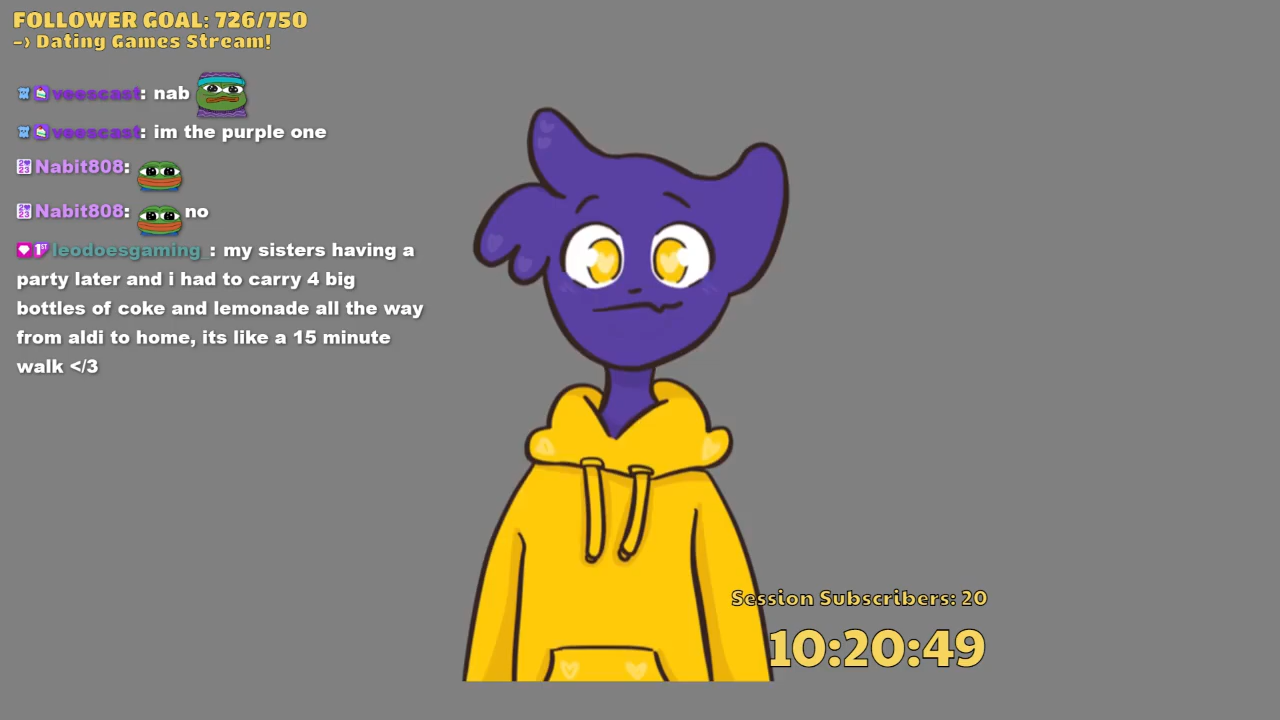 FOLLOWER GOAL: 726/750
-> Dating Games Stream!
veescast: nab
veescast: im the purple one
Nabit808:
Nabit808: no
leodoesgaming_: my sisters having a
party later and i had to carry 4 big
bottles of coke and lemonade all the way
from aldi to home, its like a 15 minute
walk </3
Session Subscribers: 20
10:20:49